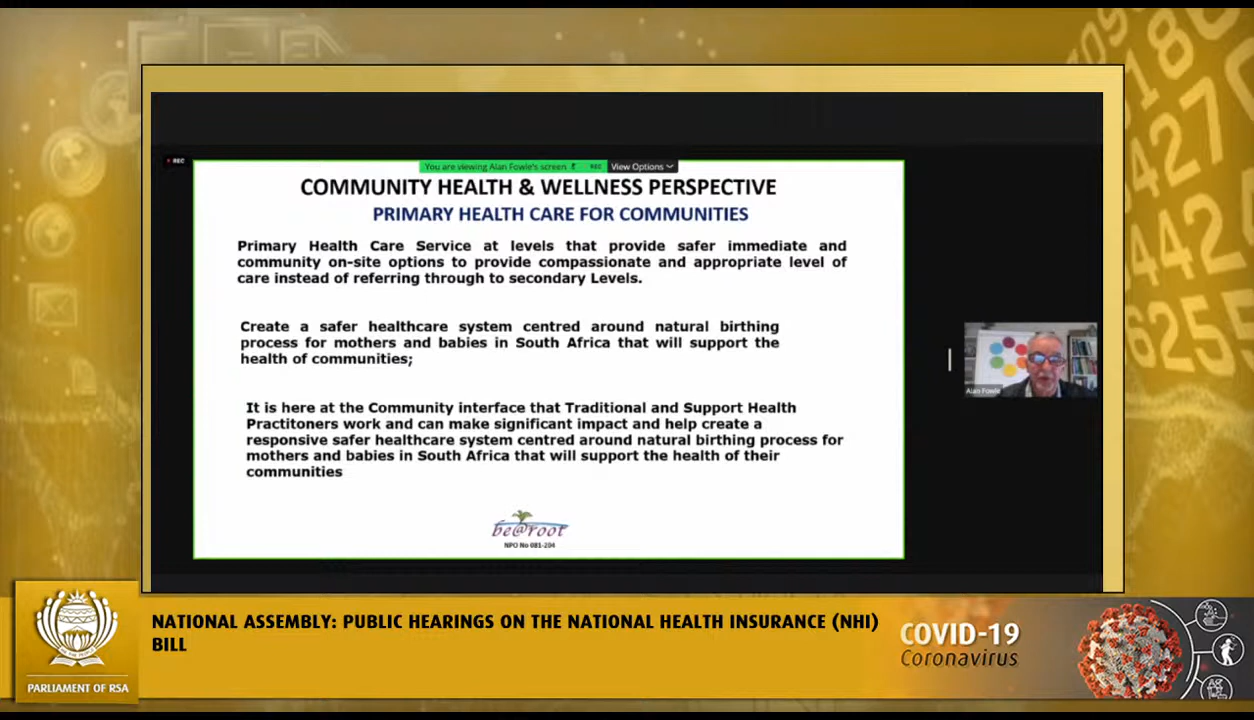 REC
You are viewing Alan Fowle's screen
REC
View Options
COMMUNITY HEALTH & WELLNESS PERSPECTIVE
PRIMARY HEALTH CARE FOR COMMUNITIES
Primary Health Care Service at levels that provide safer immediate and
community on-site options to provide compassionate and appropriate level of
care instead of referring through to secondary Levels.
Create a safer healthcare system centred around natural birthing
process for mothers and babies in South Africa that will support the
health of communities;
It is here at the Community interface that Traditional and Support Health
Practitioners work and can make significant impact and help create a
responsive safer healthcare system centred around natural birthing process for
mothers and babies in South Africa that will support the health of their
communities
be@root
NPO No 081-204
Alan Fowle
NATIONAL ASSEMBLY: PUBLIC HEARINGS ON THE NATIONAL HEALTH INSURANCE (NHI)
BILL
COVID-19
Coronavirus
PARLIAMENT OF RSA